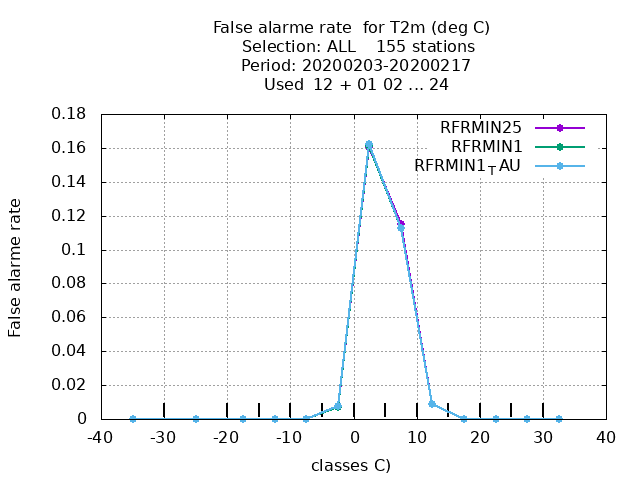 False alarme rate  for T2m (deg C)
Selection: ALL    155 stations
Period: 20200203-20200217
Used  12 + 01 02 ... 24
0.18
0.16
0.14
0.12
0.1
0.08
0.06
0.04
0.02
0
False alarme rate
RFRMIN25
RFRMIN1
RFRMIN1TAU
-40 -30 -20 -10 0 10 20 30 40
classes C)